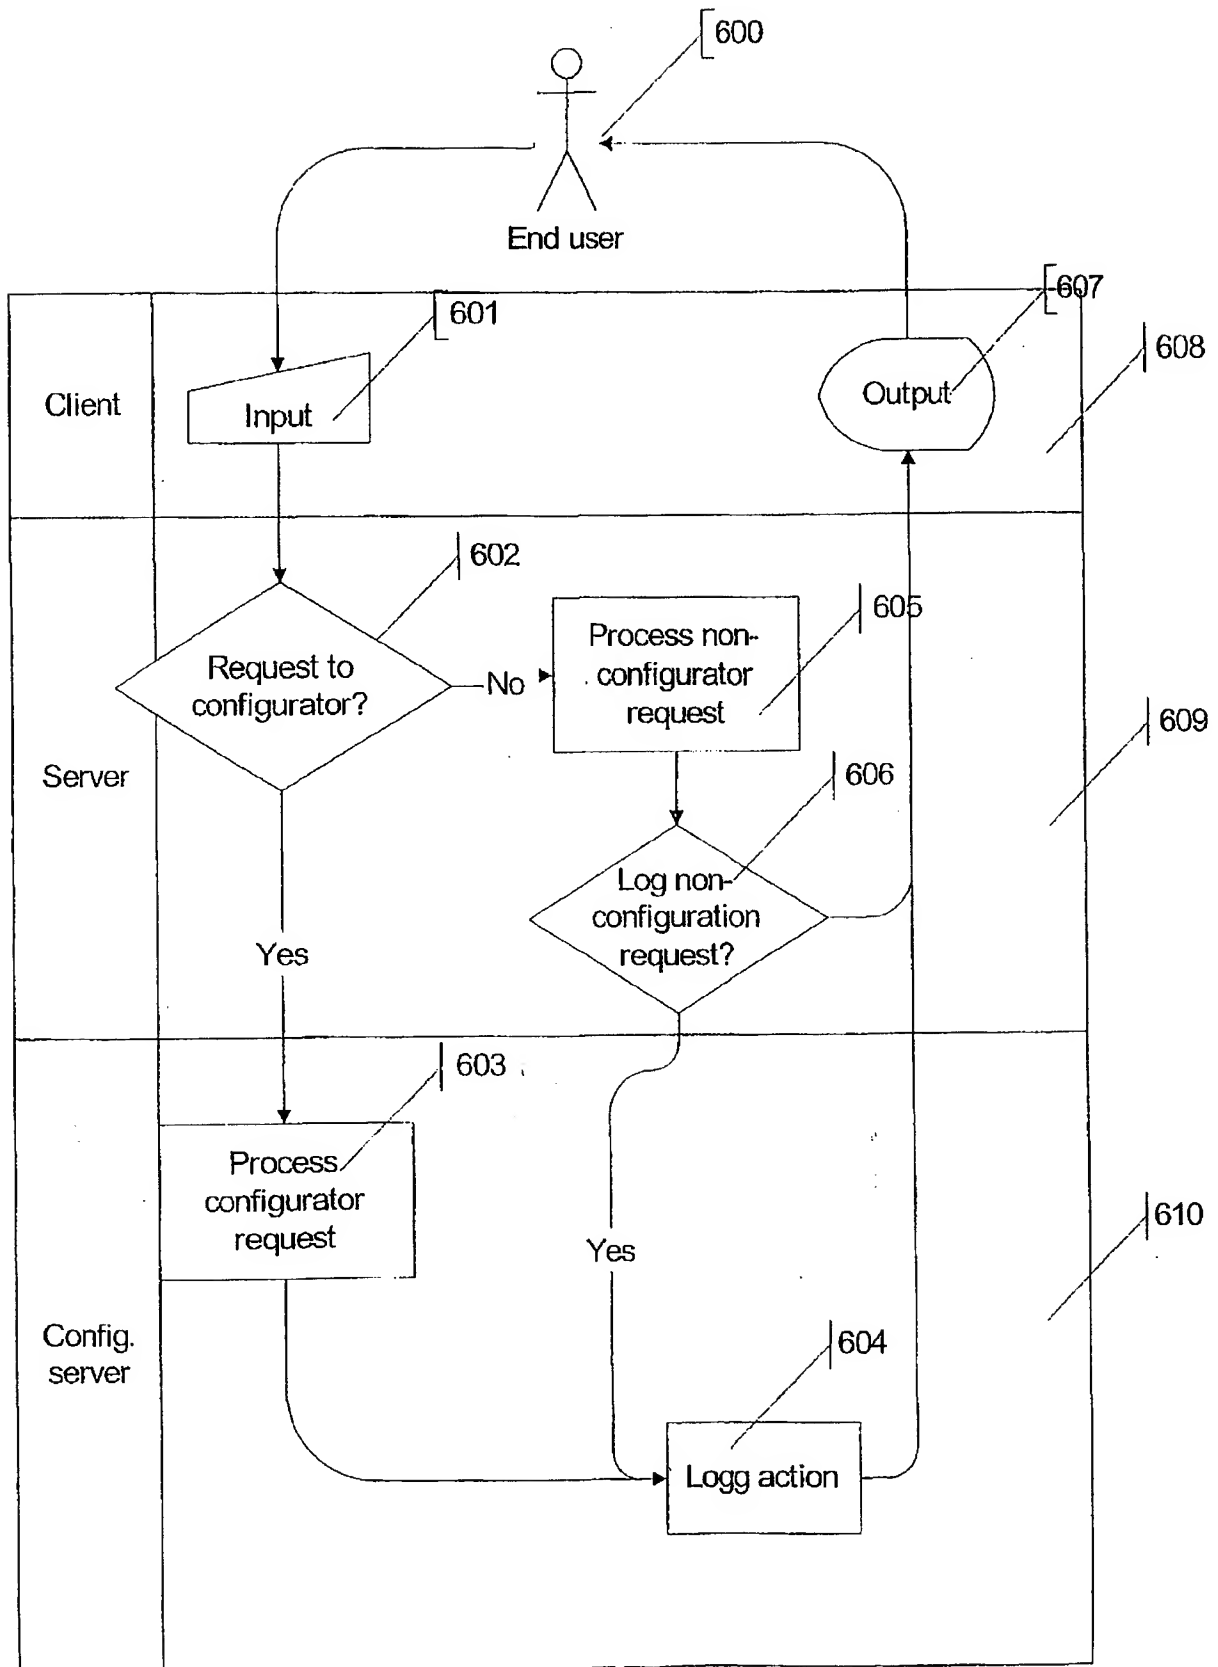 600
End user
601
607
608
Client
Input
Output
602
605
Request to
configurator?
No
Process non-
configurator
request
609
Server
606
Log non-
configuration
request?
Yes
603
Process
configurator
request
610
Yes
Config.
server
604
Logg action